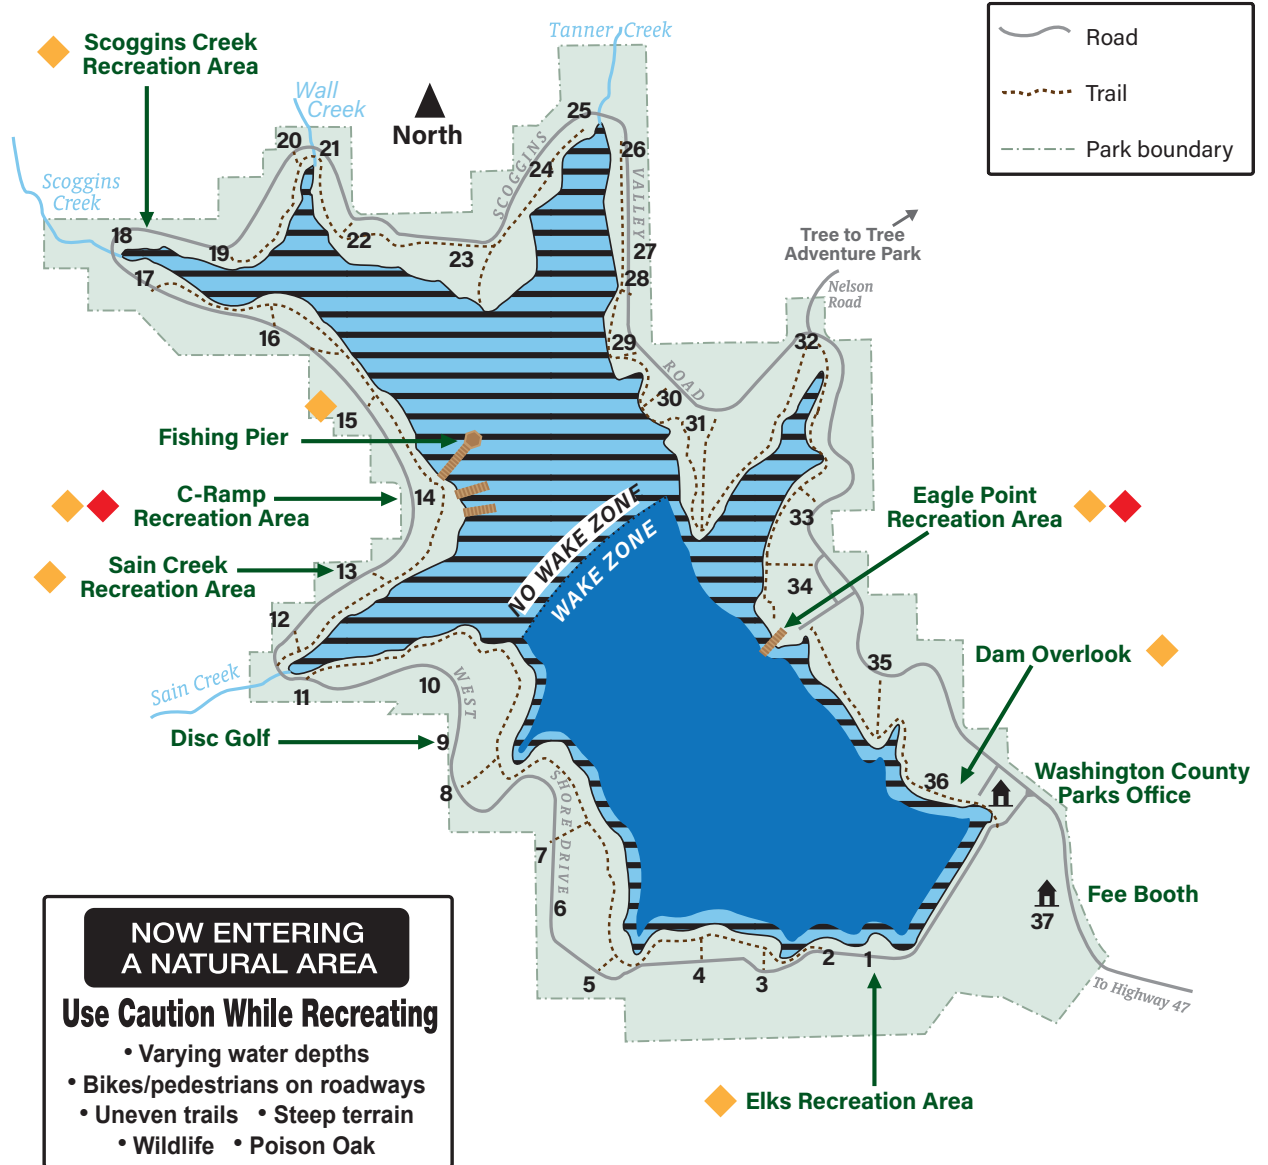 Scoggins Creek
Recreation Area
Tanner Creek
Road
Trail
Park boundary
Wall
Creek
North
Scoggins
Creek
SCOGGINS
VALLEY
ROAD
Tree to Tree
Adventure Park
Nelson
Road
25
20
21
26
24
18
19
22
23
27
17
28
16
29
32
30
15
31
Fishing Pier
C-Ramp
Recreation Area
14
NO WAKE ZONE
WAKE ZONE
Eagle Point
Recreation Area
33
Sain Creek
Recreation Area
13
34
12
35
Dam Overlook
Sain Creek
11
10
WEST
SHORE DRIVE
Disc Golf
9
8
36
Washington County
Parks Office
7
6
Fee Booth
37
5
4
3
2
1
To Highway 47
Elks Recreation Area
NOW ENTERING
A NATURAL AREA
Use Caution While Recreating
• Varying water depths
• Bikes/pedestrians on roadways
• Uneven trails • Steep terrain
• Wildlife • Poison Oak